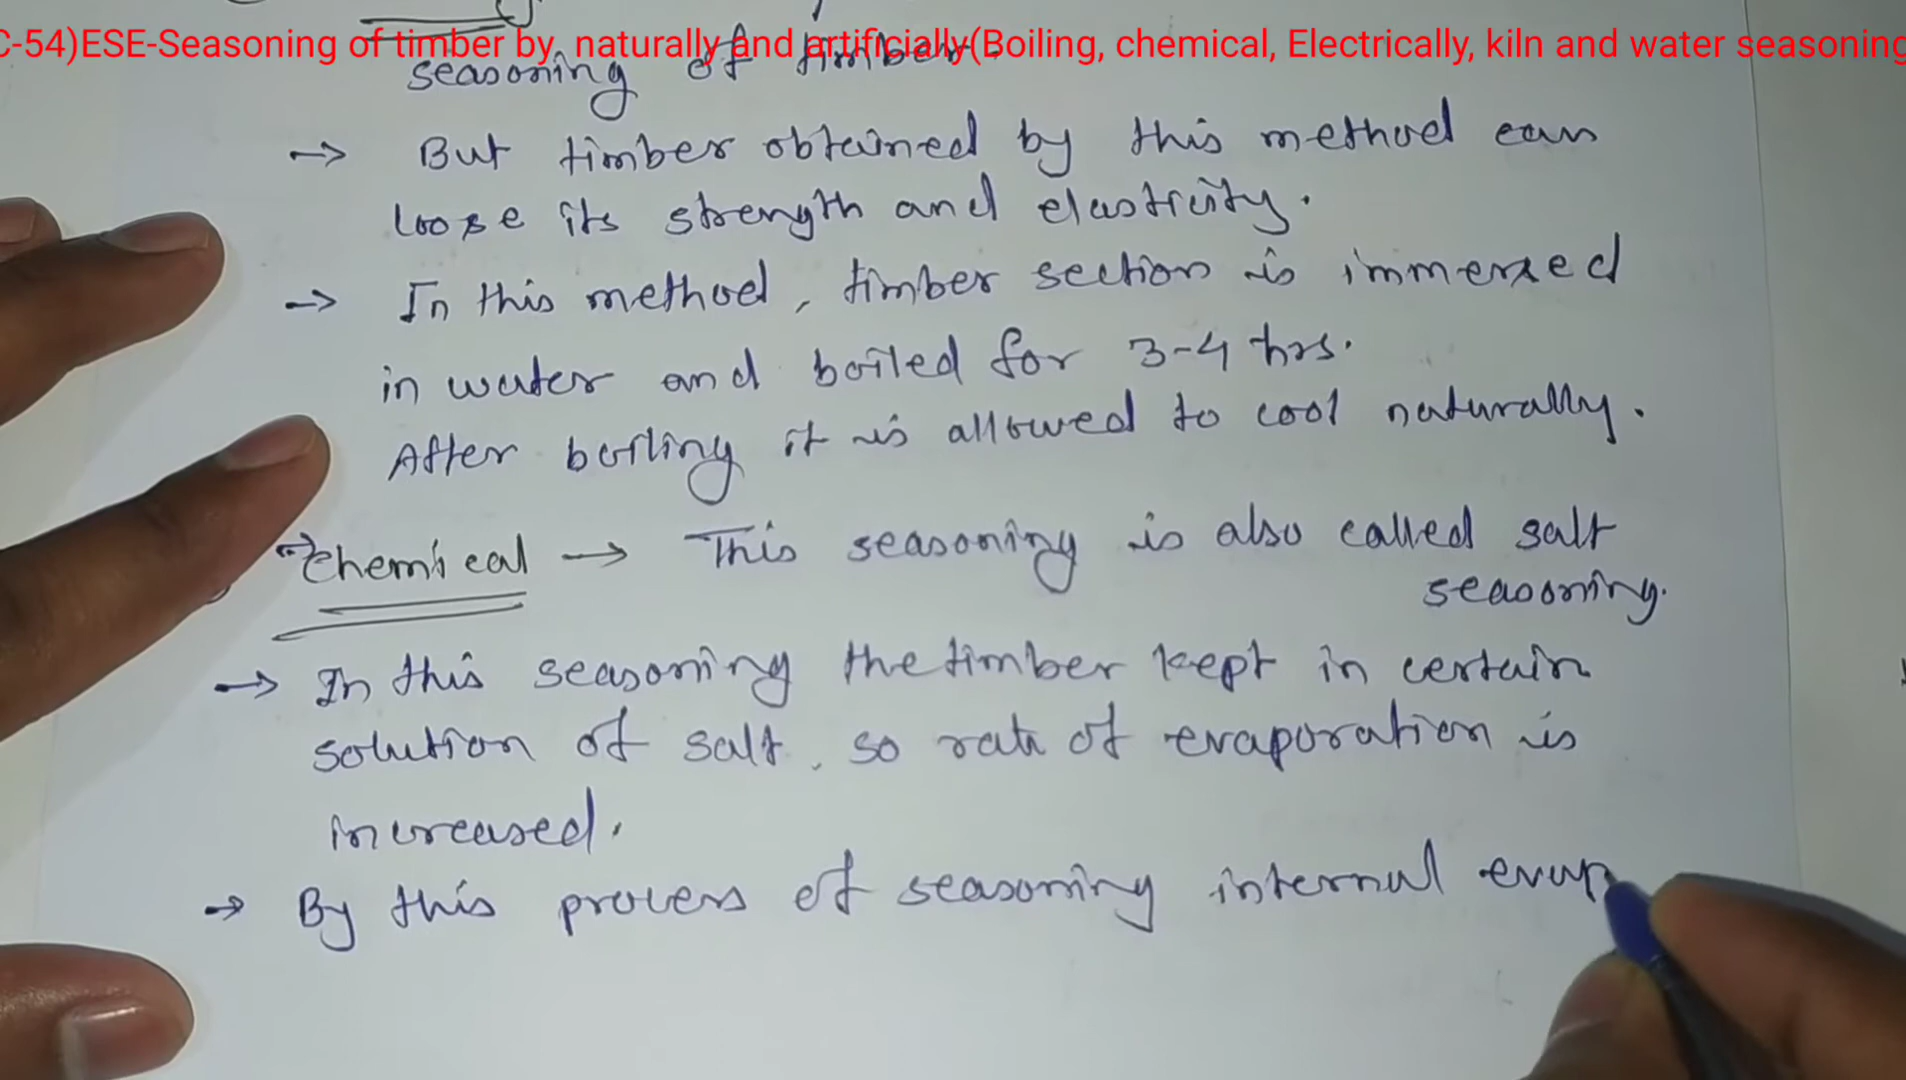 C-54)ESE-Seasoning of timber by, naturally and artificially(Boiling, chemical, Electrically, kiln and water seasoning
seasoning of timber.
→ But timber obtained by this method can
loose its strength and elasticity.
→ In this method, timber section is immersed
in water and boiled for 3-4 hrs.
After boiling it is allowed to cool naturally.
Chemical → This seasoning is also called salt
seasoning.
→ In this seasoning the timber kept in certain
solution of salt, so rate of evaporation is
increased.
→ By this process of seasoning internal evap